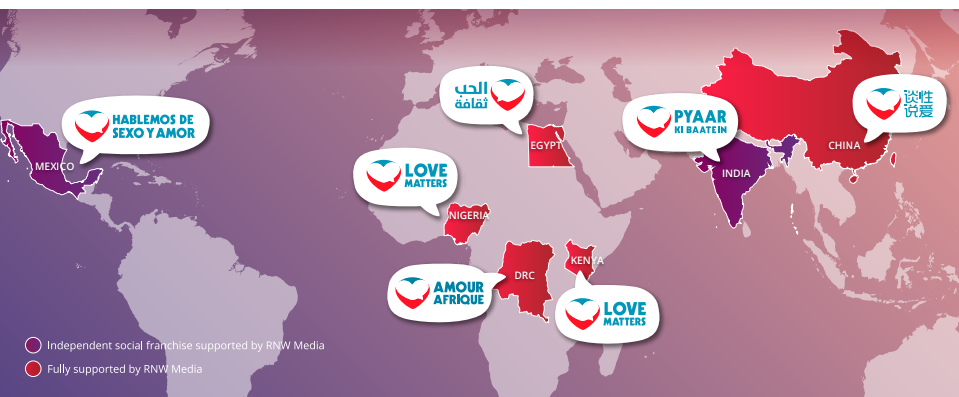 HABLEMOS DE
SEXO Y AMOR
MEXICO
الحب
ثقافة
EGYPT
LOVE
MATTERS
NIGERIA
AMOUR
AFRIQUE
DRC
KENYA
LOVE
MATTERS
PYAAR
KI BAATEIN
INDIA
谈性
说爱
CHINA
Independent social franchise supported by RNW Media
Fully supported by RNW Media